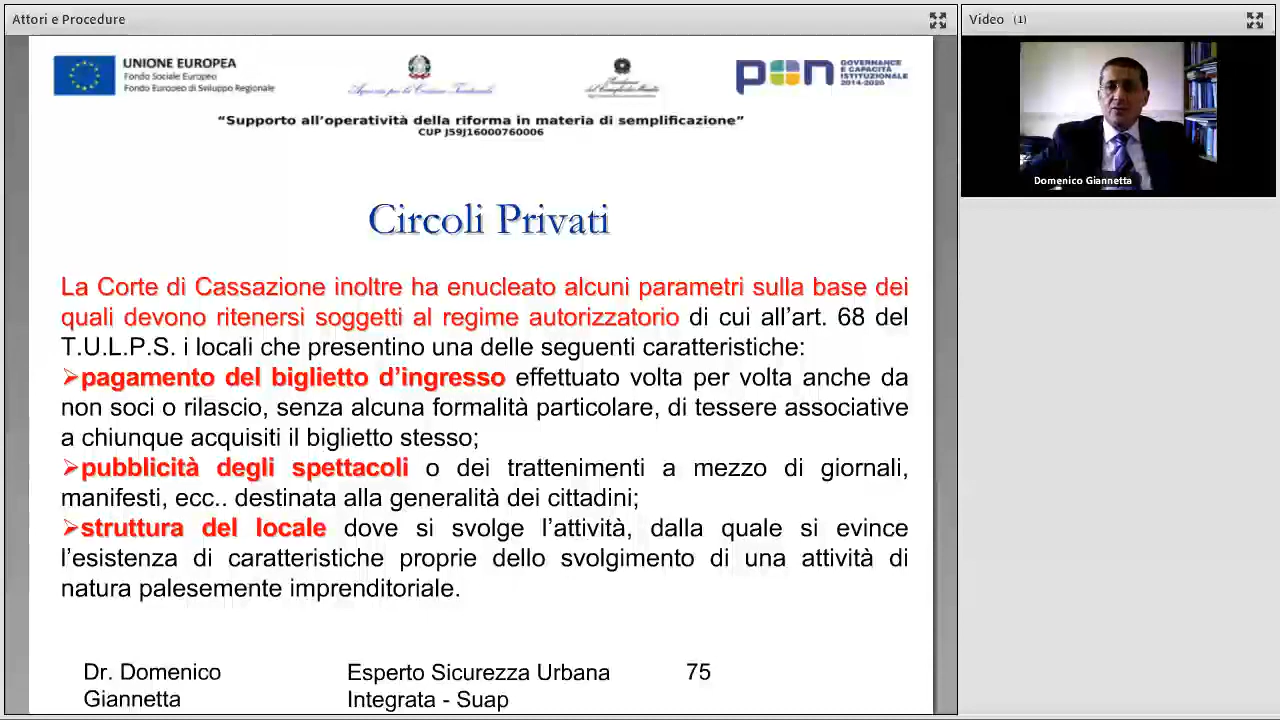 Attori e Procedure
Video (1)
UNIONE EUROPEA
Fondo Sociale Europeo
Fondo Europeo di Sviluppo Regionale
Agenzia per la Coesione Territoriale
pon GOVERNANCE
E CAPACITÀ
ISTITUZIONALE
2014-2020
“Supporto all’operatività della riforma in materia di semplificazione”
CUP J59J16000760006
Domenico Giannetta
Circoli Privati
La Corte di Cassazione inoltre ha enucleato alcuni parametri sulla base dei
quali devono ritenersi soggetti al regime autorizzatorio di cui all’art. 68 del
T.U.L.P.S. i locali che presentino una delle seguenti caratteristiche:
➢pagamento del biglietto d’ingresso effettuato volta per volta anche da
non soci o rilascio, senza alcuna formalità particolare, di tessere associative
a chiunque acquisiti il biglietto stesso;
➢pubblicità degli spettacoli o dei trattenimenti a mezzo di giornali,
manifesti, ecc.. destinata alla generalità dei cittadini;
➢struttura del locale dove si svolge l’attività, dalla quale si evince
l’esistenza di caratteristiche proprie dello svolgimento di una attività di
natura palesemente imprenditoriale.
Dr. Domenico
Giannetta
Esperto Sicurezza Urbana
Integrata - Suap
75